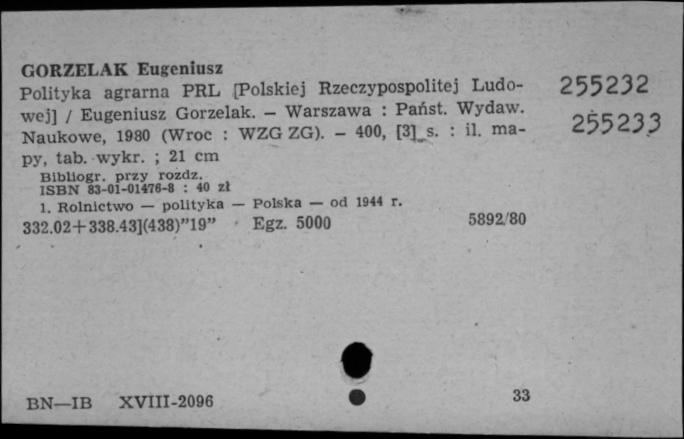 GORZELAK Eugeniusz
Polityka agrarna PRL [Polskiej Rzeczypospolitej Ludo-
wej] / Eugeniusz Gorzelak. — Warszawa : Państ. Wydaw.
Naukowe, 1980 (Wroc : WZG ZG). — 400, [3] s. : il. ma-
py, tab. wykr. ; 21 cm
Bibliogr. przy rozdz.
ISBN 83-01-01476-8 : 40 zł
1. Rolnictwo — polityka — Polska — od 1944 r.
332.02+338.43](438)”19” Egz. 5000 5892/80
255232
255233
BN—IB XVIII-2096 33